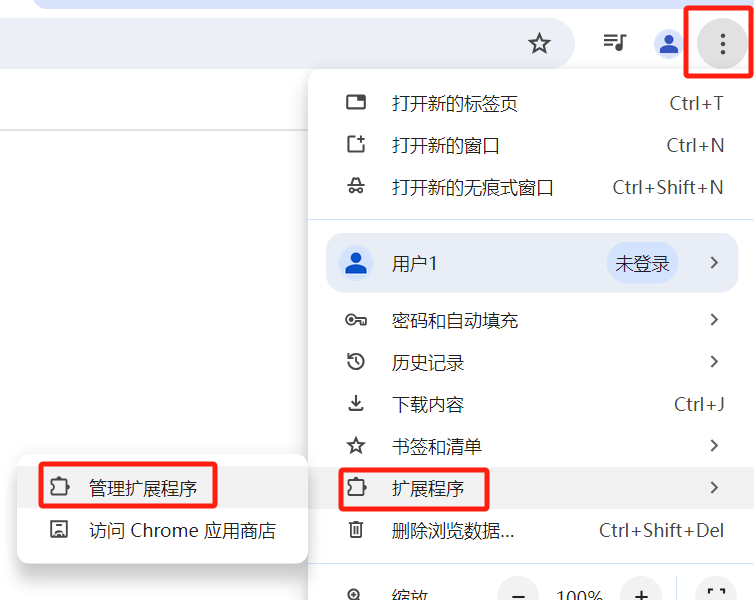 打开新的标签页 Ctrl+T
打开新的窗口 Ctrl+N
打开新的无痕式窗口 Ctrl+Shift+N
用户1 未登录
密码和自动填充
历史记录
下载内容 Ctrl+J
书签和清单
扩展程序
管理扩展程序
访问 Chrome 应用商店
删除浏览数据... Ctrl+Shift+Del
缩放 − 100% +